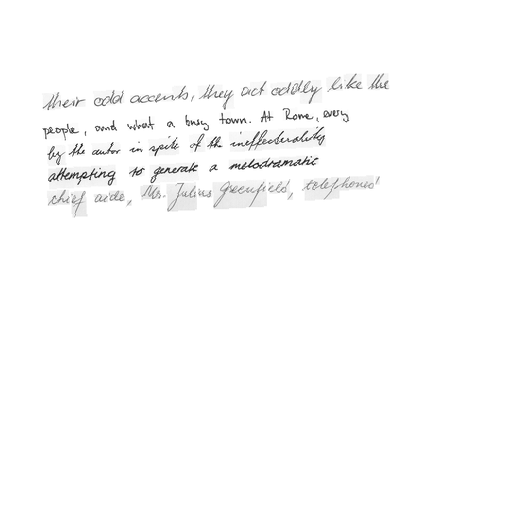 their odd accents, they act oddly like the
people, and what a busy town. At Rome, every
by the autor in spite of the ineffectuality
attempting to generate a melodramatic
chief aide, Mr. Julius Greenfield, telephoned